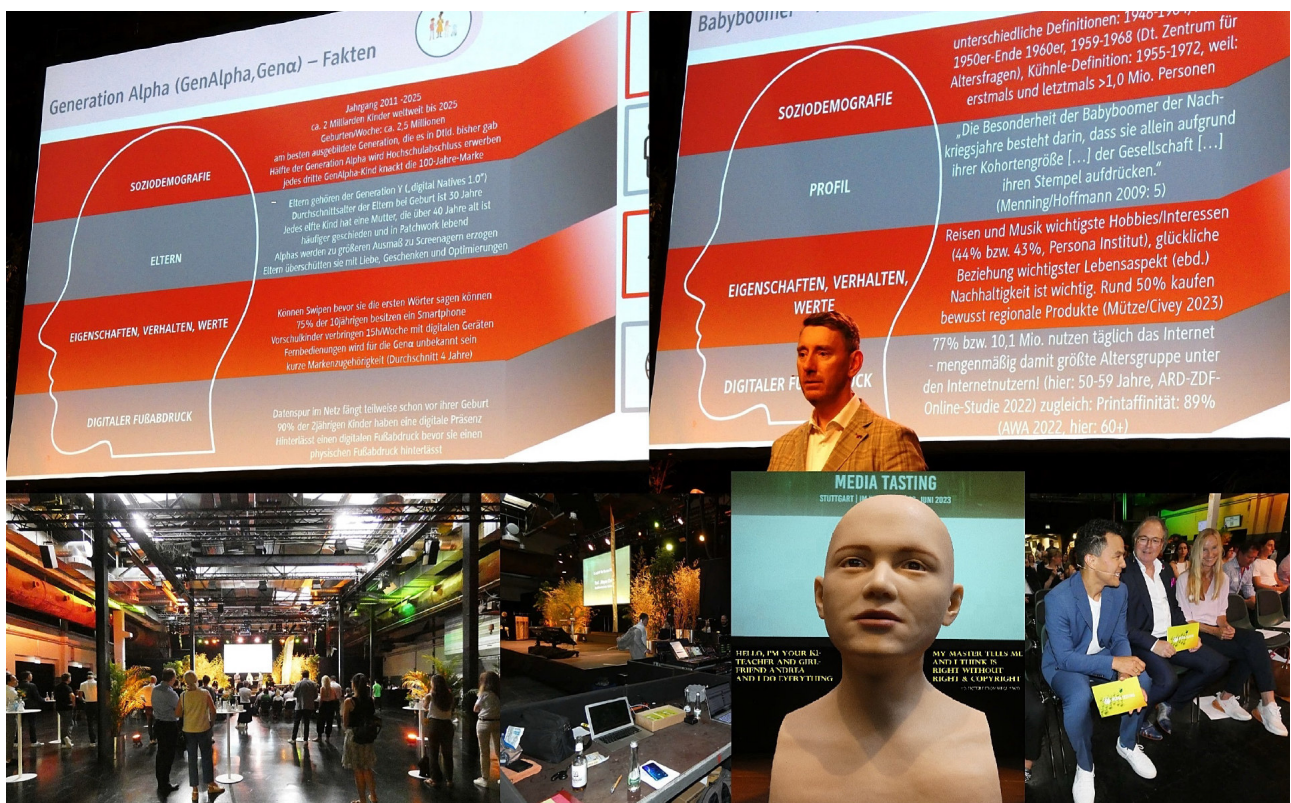 Generation Alpha (GenAlpha,Genα) – Fakten
SOZIODEMOGRAFIE
Jahrgang 2011 -2025
ca. 2 Milliarden Kinder weltweit bis 2025
Geburten/Woche: ca. 2,5 Millionen
am besten ausgebildete Generation, die es in Dtld. bisher gab
Hälfte der Generation Alpha wird Hochschulabschluss erwerben
jedes dritte GenAlpha-Kind knackt die 100-Jahre-Marke
ELTERN
– Eltern gehören der Generation Y („digital Natives 1.0")
Durchschnittsalter der Eltern bei Geburt ist 30 Jahre
Jedes elfte Kind hat eine Mutter, die über 40 Jahre alt ist
häufiger geschieden und in Patchwork lebend
Alphas werden zu größeren Ausmaß zu Screenagern erzogen
Eltern überschütten sie mit Liebe, Geschenken und Optimierungen
EIGENSCHAFTEN, VERHALTEN, WERTE
Können Swipen bevor sie die ersten Wörter sagen können
75% der 10jährigen besitzen ein Smartphone
Vorschulkinder verbringen 15h/Woche mit digitalen Geräten
Fernbedienungen wird für die Genα unbekannt sein
kurze Markenzugehörigkeit (Durchschnitt 4 Jahre)
DIGITALER FUßABDRUCK
Datenspur im Netz fängt teilweise schon vor ihrer Geburt
90% der 2jährigen Kinder haben eine digitale Präsenz
Hinterlässt einen digitalen Fußabdruck bevor sie einen
physischen Fußabdruck hinterlässt
Babyboomer
SOZIODEMOGRAFIE
unterschiedliche Definitionen: 1946-1964,
1950er-Ende 1960er, 1959-1968 (Dt. Zentrum für
Altersfragen), Kühnle-Definition: 1955-1972, weil:
erstmals und letztmals >1,0 Mio. Personen
PROFIL
„Die Besonderheit der Babyboomer der Nach-
kriegsjahre besteht darin, dass sie allein aufgrund
ihrer Kohortengröße […] der Gesellschaft […]
ihren Stempel aufdrücken."
(Menning/Hoffmann 2009: 5)
EIGENSCHAFTEN, VERHALTEN,
WERTE
Reisen und Musik wichtigste Hobbies/Interessen
(44% bzw. 43%, Persona Institut), glückliche
Beziehung wichtigster Lebensaspekt (ebd.)
Nachhaltigkeit ist wichtig. Rund 50% kaufen
bewusst regionale Produkte (Mütze/Civey 2023)
DIGITALER FU CK
77% bzw. 10,1 Mio. nutzen täglich das Internet
- mengenmäßig damit größte Altersgruppe unter
den Internetnutzern! (hier: 50-59 Jahre, ARD-ZDF-
Online-Studie 2022) zugleich: Printaffinität: 89%
(AWA 2022, hier: 60+)
MEDIA TASTING
STUTTGART | IM JUNI 2023
HELLO, I'M YOUR KI-
TEACHER AND GIRL-
FRIEND ANDREA
AND I DO EVERYTHING
MY MASTER TELLS ME
AND I THINK IS
RIGHT WITHOUT
RIGHT & COPYRIGHT